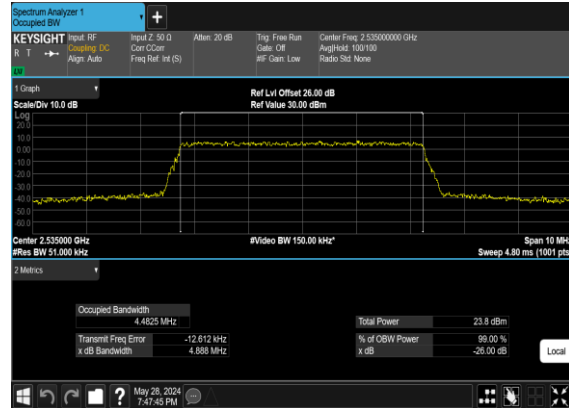 Spectrum Analyzer 1
Occupied BW
KEYSIGHT Input: RF Input Z: 50 Ω Atten: 20 dB Trig: Free Run Center Freq: 2.535000000 GHz
R T Coupling: DC Corr CCorr Gate: Off Avg|Hold: 100/100
Align: Auto Freq Ref: Int (S) #IF Gain: Low Radio Std: None
LM
1 Graph Ref Lvl Offset 26.00 dB
Scale/Div 10.0 dB Ref Value 30.00 dBm
Log
20.0
10.0
0.00
-10.0
-20.0
-30.0
-40.0
-50.0
-60.0
Center 2.535000 GHz #Video BW 150.00 kHz* Span 10 MHz
#Res BW 51.000 kHz Sweep 4.80 ms (1001 pts)
2 Metrics
Occupied Bandwidth
4.4825 MHz Total Power 23.8 dBm
Transmit Freq Error -12.612 kHz % of OBW Power 99.00 %
x dB Bandwidth 4.888 MHz x dB -26.00 dB
Local
? May 28, 2024
7:47:45 PM